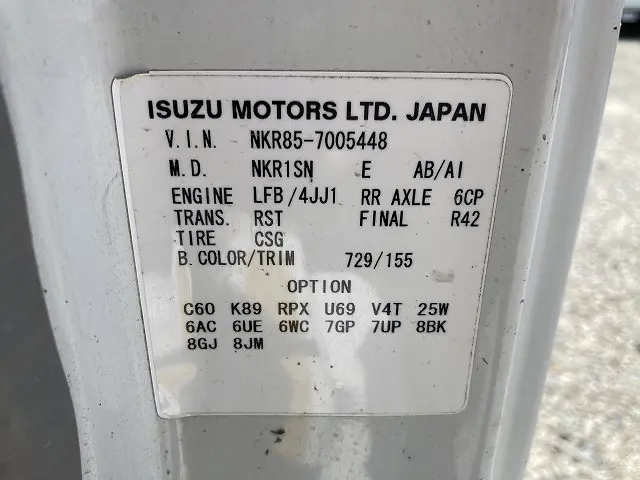 ISUZU MOTORS LTD. JAPAN
V.I.N. NKR85-7005448
M.D. NKR1SN E AB/AI
ENGINE LFB/4JJ1 RR AXLE 6CP
TRANS. RST FINAL R42
TIRE CSG
B.COLOR/TRIM 729/155
OPTION
C60 K89 RPX U69 V4T 25W
6AC 6UE 6WC 7GP 7UP 8BK
8GJ 8JM